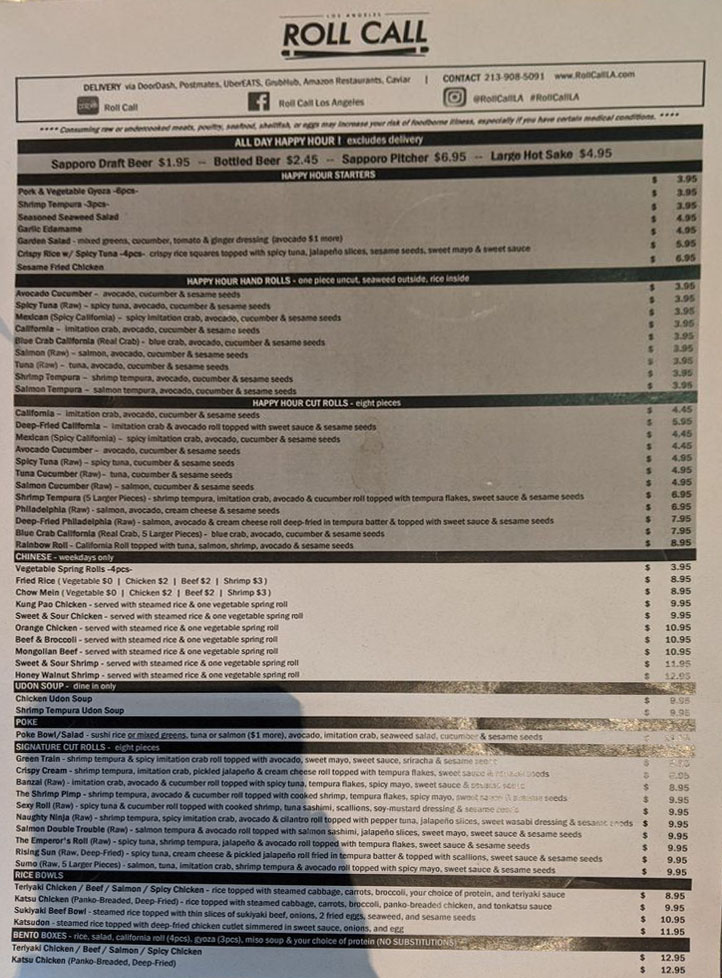 LOS ANGELES
ROLL CALL
DELIVERY via DoorDash, Postmates, UberEATS, GrubHub, Amazon Restaurants, Caviar | CONTACT 213-908-5091 www.RollCallLA.com
Roll Call Roll Call Los Angeles @RollCallLA #RollCallLA
**** Consuming raw or undercooked meats, poultry, seafood, shellfish, or eggs may increase your risk of foodborne illness, especially if you have certain medical conditions. ****
ALL DAY HAPPY HOUR ! excludes delivery
Sapporo Draft Beer $1.95 -- Bottled Beer $2.45 -- Sapporo Pitcher $6.95 -- Large Hot Sake $4.95
HAPPY HOUR STARTERS
Pork & Vegetable Gyoza -6pcs- $ 3.95
Shrimp Tempura -3pcs- $ 3.95
Seasoned Seaweed Salad $ 3.95
Garlic Edamame $ 4.95
Garden Salad - mixed greens, cucumber, tomato & ginger dressing (avocado $1 more) $ 4.95
Crispy Rice w/ Spicy Tuna -4pcs- crispy rice squares topped with spicy tuna, jalapeño slices, sesame seeds, sweet mayo & sweet sauce $ 5.95
Sesame Fried Chicken $ 6.95
HAPPY HOUR HAND ROLLS - one piece uncut, seaweed outside, rice inside
Avocado Cucumber – avocado, cucumber & sesame seeds $ 3.95
Spicy Tuna (Raw) – spicy tuna, avocado, cucumber & sesame seeds $ 3.95
Mexican (Spicy California) – spicy imitation crab, avocado, cucumber & sesame seeds $ 3.95
California – imitation crab, avocado, cucumber & sesame seeds $ 3.95
Blue Crab California (Real Crab) - blue crab, avocado, cucumber & sesame seeds $ 3.95
Salmon (Raw) – salmon, avocado, cucumber & sesame seeds $ 3.95
Tuna (Raw) – tuna, avocado, cucumber & sesame seeds $ 3.95
Shrimp Tempura – shrimp tempura, avocado, cucumber & sesame seeds $ 3.95
Salmon Tempura – salmon tempura, avocado, cucumber & sesame seeds $ 3.95
HAPPY HOUR CUT ROLLS - eight pieces
California – imitation crab, avocado, cucumber & sesame seeds $ 4.45
Deep-Fried California – imitation crab & avocado roll topped with sweet sauce & sesame seeds $ 5.95
Mexican (Spicy California) – spicy imitation crab, avocado, cucumber & sesame seeds $ 4.45
Avocado Cucumber – avocado, cucumber & sesame seeds $ 4.45
Spicy Tuna (Raw) – spicy tuna, avocado, cucumber & sesame seeds $ 4.95
Tuna Cucumber (Raw)– tuna, cucumber & sesame seeds $ 4.95
Salmon Cucumber (Raw) - salmon, cucumber & sesame seeds $ 4.95
Shrimp Tempura (5 Larger Pieces) - shrimp tempura, imitation crab, avocado & cucumber roll topped with tempura flakes, sweet sauce & sesame seeds $ 6.95
Philadelphia (Raw) - salmon, avocado, cream cheese & sesame seeds $ 6.95
Deep-Fried Philadelphia (Raw) - salmon, avocado & cream cheese roll deep-fried in tempura batter & topped with sweet sauce & sesame seeds $ 7.95
Blue Crab California (Real Crab, 5 Larger Pieces) - blue crab, avocado, cucumber & sesame seeds $ 7.95
Rainbow Roll - California Roll topped with tuna, salmon, shrimp, avocado & sesame seeds $ 8.95
CHINESE - weekdays only
Vegetable Spring Rolls -4pcs- $ 3.95
Fried Rice ( Vegetable $0 | Chicken $2 | Beef $2 | Shrimp $3 ) $ 8.95
Chow Mein ( Vegetable $0 | Chicken $2 | Beef $2 | Shrimp $3 ) $ 8.95
Kung Pao Chicken - served with steamed rice & one vegetable spring roll $ 9.95
Sweet & Sour Chicken - served with steamed rice & one vegetable spring roll $ 9.95
Orange Chicken - served with steamed rice & one vegetable spring roll $ 10.95
Beef & Broccoli - served with steamed rice & one vegetable spring roll $ 10.95
Mongolian Beef - served with steamed rice & one vegetable spring roll $ 10.95
Sweet & Sour Shrimp - served with steamed rice & one vegetable spring roll $ 11.95
Honey Walnut Shrimp - served with steamed rice & one vegetable spring roll $ 12.95
UDON SOUP - dine in only
Chicken Udon Soup $ 9.95
Shrimp Tempura Udon Soup $ 9.95
POKE
Poke Bowl/Salad - sushi rice or mixed greens, tuna or salmon ($1 more), avocado, imitation crab, seaweed salad, cucumber & sesame seeds $
SIGNATURE CUT ROLLS - eight pieces
Green Train - shrimp tempura & spicy imitation crab roll topped with avocado, sweet mayo, sweet sauce, sriracha & sesame seeds $
Crispy Cream - shrimp tempura, imitation crab, pickled jalapeño & cream cheese roll topped with tempura flakes, sweet sauce & sesame seeds $
Banzai (Raw) - imitation crab, avocado & cucumber roll topped with spicy tuna, tempura flakes, spicy mayo, sweet sauce & sesame seeds $ 8.95
The Shrimp Pimp - shrimp tempura, avocado & cucumber roll topped with cooked shrimp, tempura flakes, spicy mayo, sweet sauce & sesame seeds $ 9.95
Sexy Roll (Raw) - spicy tuna & cucumber roll topped with cooked shrimp, tuna sashimi, scallions, soy-mustard dressing & sesame seeds $ 9.95
Naughty Ninja (Raw) - shrimp tempura, spicy imitation crab, avocado & cilantro roll topped with pepper tuna, jalapeño slices, sweet wasabi dressing & sesame seeds $ 9.95
Salmon Double Trouble (Raw) - salmon tempura & avocado roll topped with salmon sashimi, jalapeño slices, sweet mayo, sweet sauce & sesame seeds $ 9.95
The Emperor's Roll (Raw) - spicy tuna, shrimp tempura, jalapeño & avocado roll topped with tempura flakes, sweet sauce & sesame seeds $ 9.95
Rising Sun (Raw, Deep-Fried) - spicy tuna, cream cheese & pickled jalapeño roll fried in tempura batter & topped with scallions, sweet sauce & sesame seeds $ 9.95
Sumo (Raw, 5 Larger Pieces) - salmon, tuna, imitation crab, shrimp tempura & avocado roll topped with spicy mayo, sweet sauce & sesame seeds $ 9.95
RICE BOWLS
Teriyaki Chicken / Beef / Salmon / Spicy Chicken - rice topped with steamed cabbage, carrots, broccoli, your choice of protein, and teriyaki sauce $ 8.95
Katsu Chicken (Panko-Breaded, Deep-Fried) - rice topped with steamed cabbage, carrots, broccoli, panko-breaded chicken, and tonkatsu sauce $ 9.95
Sukiyaki Beef Bowl - steamed rice topped with thin slices of sukiyaki beef, onions, 2 fried eggs, seaweed, and sesame seeds $ 10.95
Katsudon - steamed rice topped with deep-fried chicken cutlet simmered in sweet sauce, onions, and egg $ 11.95
BENTO BOXES - rice, salad, california roll (4pcs), gyoza (3pcs), miso soup & your choice of protein (NO SUBSTITUTIONS)
Teriyaki Chicken / Beef / Salmon / Spicy Chicken $ 12.95
Katsu Chicken (Panko-Breaded, Deep-Fried) $ 12.95